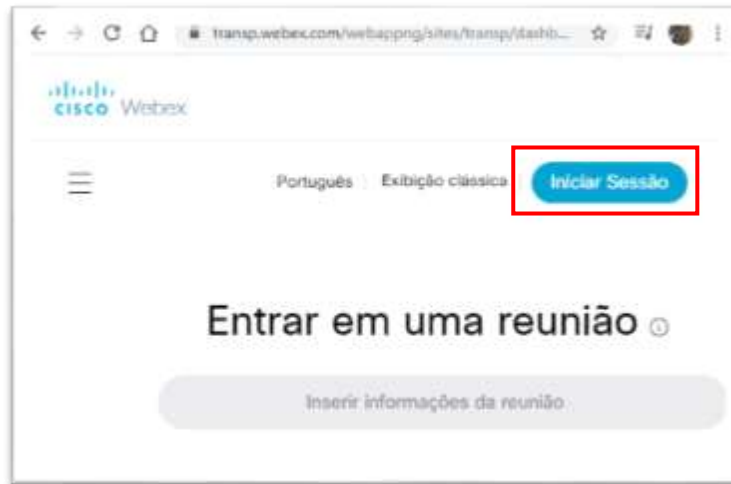 transp.webex.com/webappng/sites/transp/dashb...
CISCO Webex
Português Exibição clássica Iniciar Sessão
Entrar em uma reunião
Inserir informações da reunião